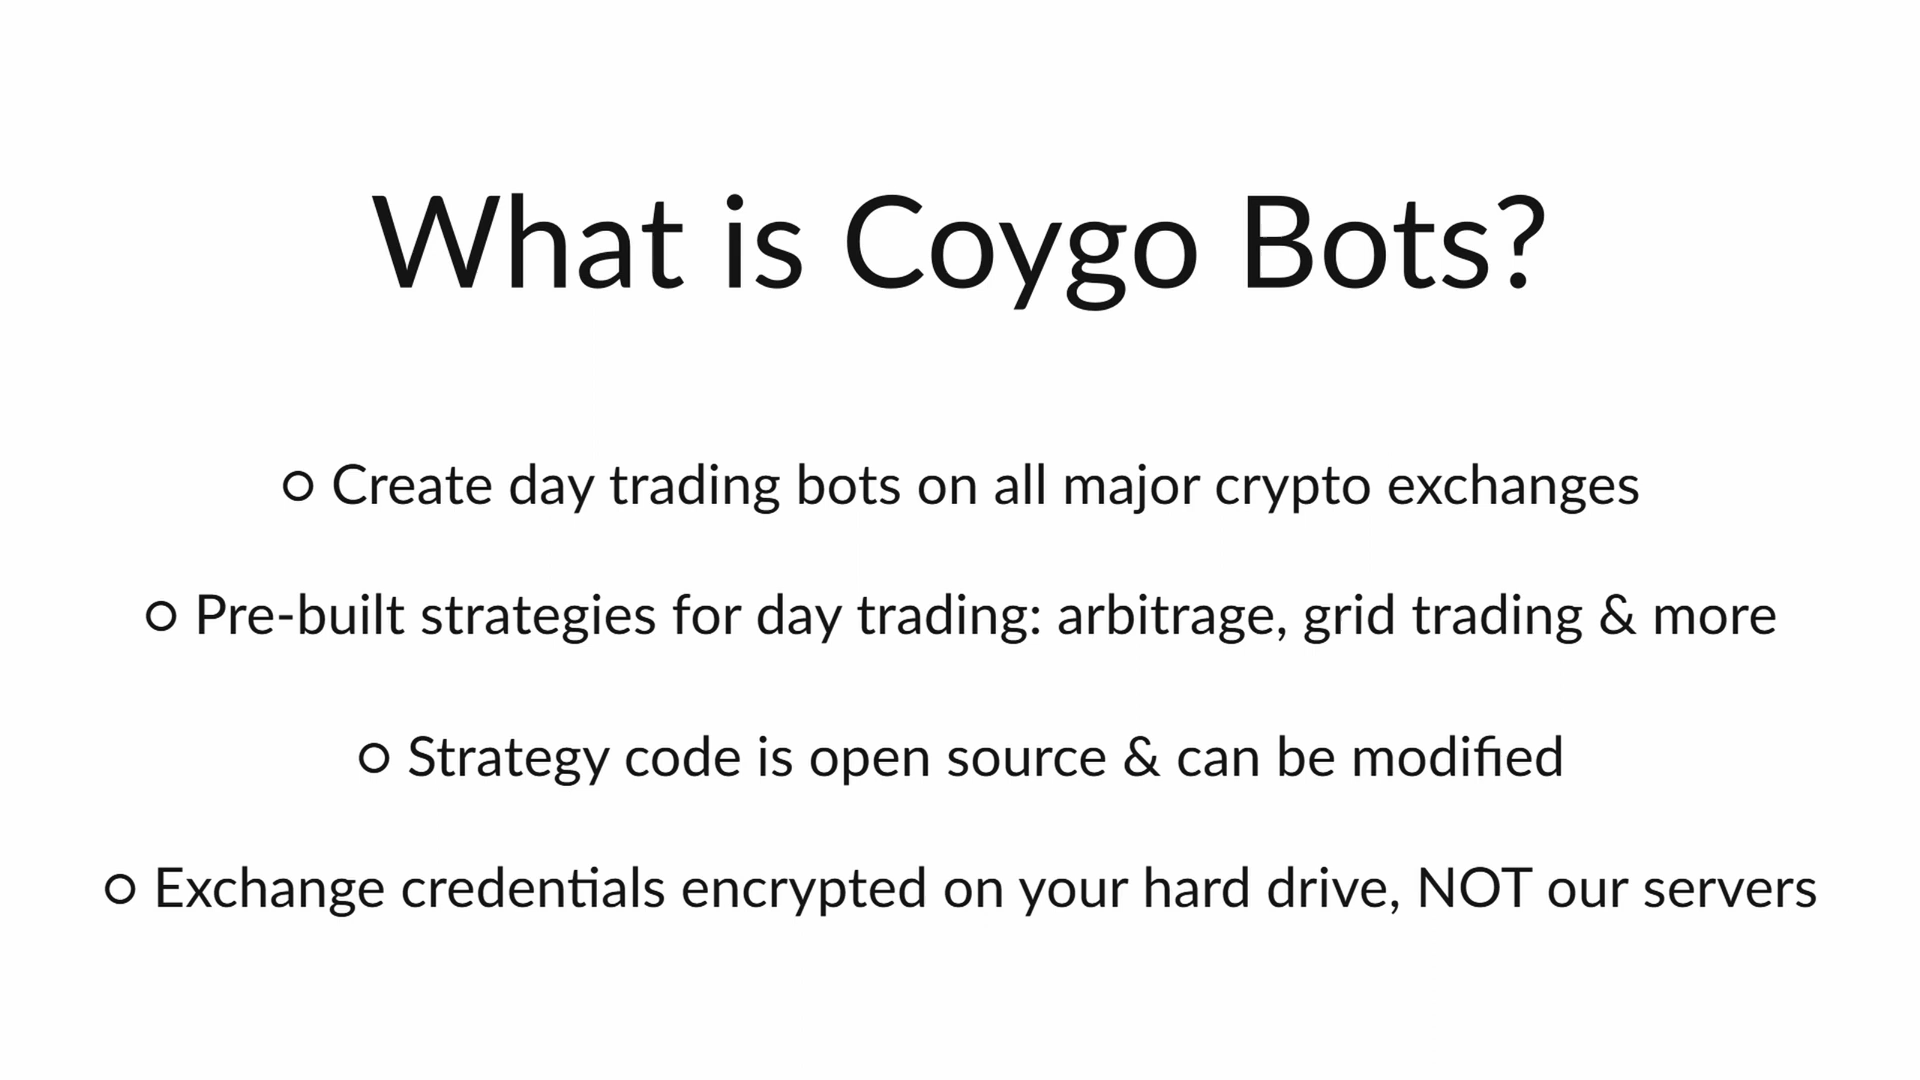 What is Coygo Bots?
○ Create day trading bots on all major crypto exchanges
○ Pre-built strategies for day trading: arbitrage, grid trading & more
○ Strategy code is open source & can be modified
○ Exchange credentials encrypted on your hard drive, NOT our servers